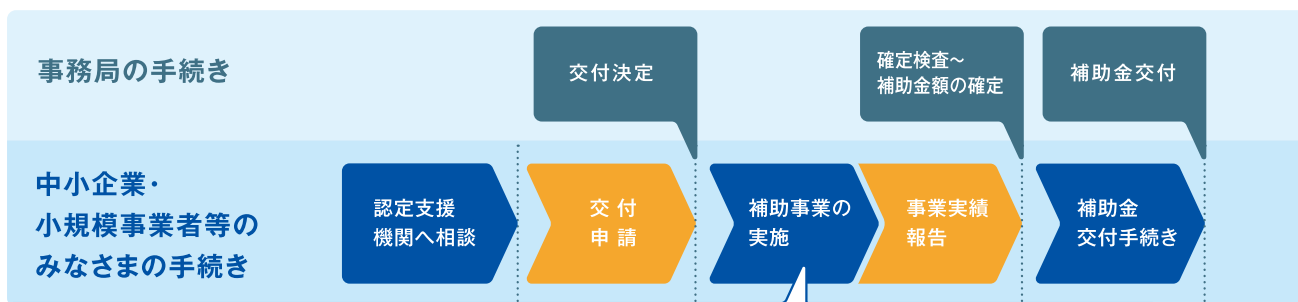 事務局の手続き
交付決定
確定検査～
補助金額の確定
補助金交付
中小企業・
小規模事業者等の
みなさまの手続き
認定支援
機関へ相談
交付
申請
補助事業の
実施
事業実績
報告
補助金
交付手続き